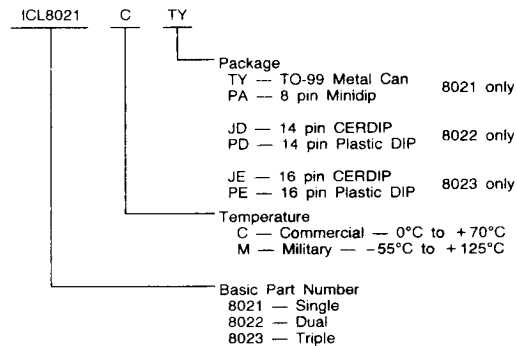 ICL8021 C TY
Package
TY — TO-99 Metal Can
PA — 8 pin Minidip
8021 only
JD — 14 pin CERDIP
PD — 14 pin Plastic DIP
8022 only
JE — 16 pin CERDIP
PE — 16 pin Plastic DIP
8023 only
Temperature
C — Commercial — 0°C to +70°C
M — Military — -55°C to +125°C
Basic Part Number
8021 — Single
8022 — Dual
8023 — Triple